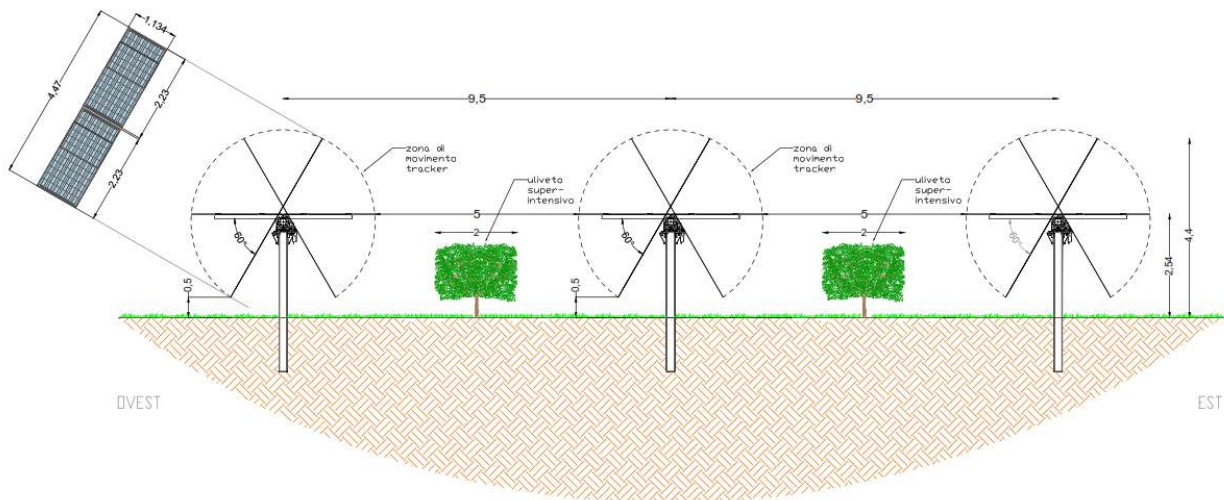 1,134
4,47
2,23
2,23
9,5
9,5
zona di
movimento
tracker
zona di
movimento
tracker
uliveto
super-
intensivo
uliveto
super-
intensivo
5
5
2
2
60°
60°
60°
0,5
0,5
2,54
4,4
OVEST
EST